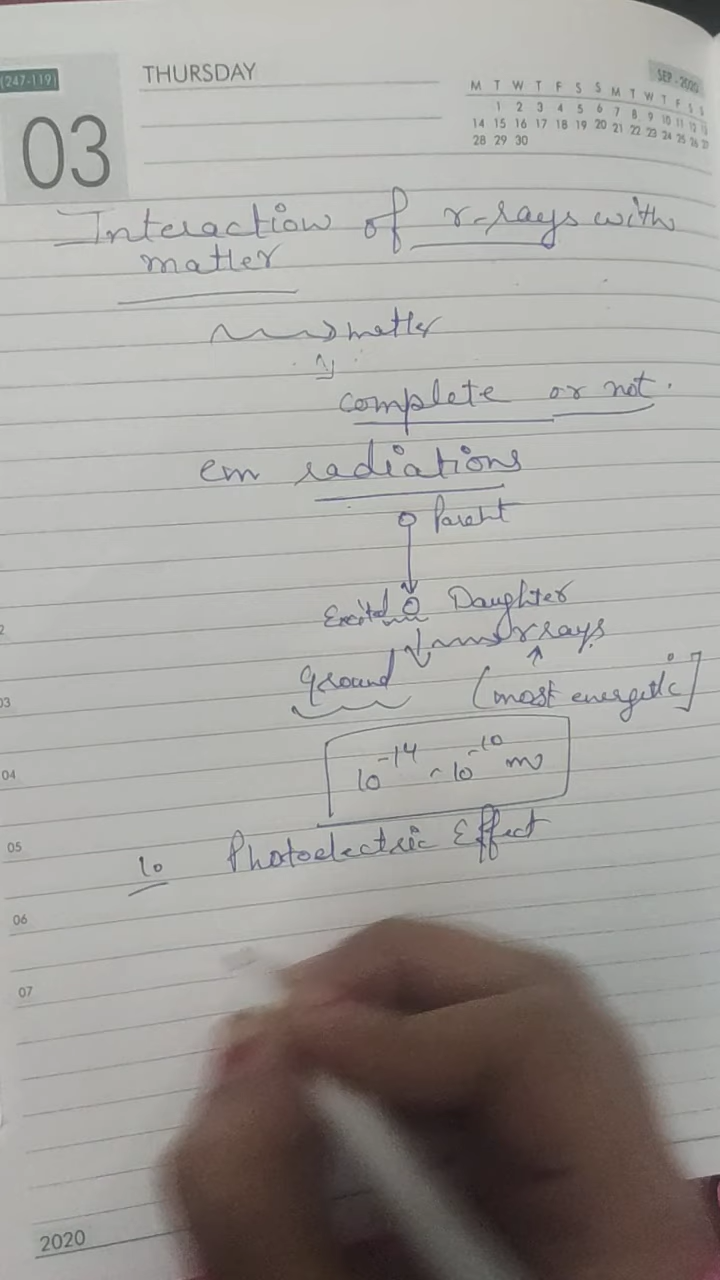 (247-119)
THURSDAY
SEP - 2020
03
M T W T F S S M T W T F S S
1 2 3 4 5 6 7 8 9 10 11 12 13
14 15 16 17 18 19 20 21 22 23 24 25 26 27
28 29 30
Interaction of γ-rays with
matter
matter
complete or not.
em radiations
Parent
Excited Daughter
γ rays
ground [most energetic]
10⁻¹⁴ - 10⁻¹⁰ m
1. Photoelectric Effect
2
03
04
05
06
07
2020